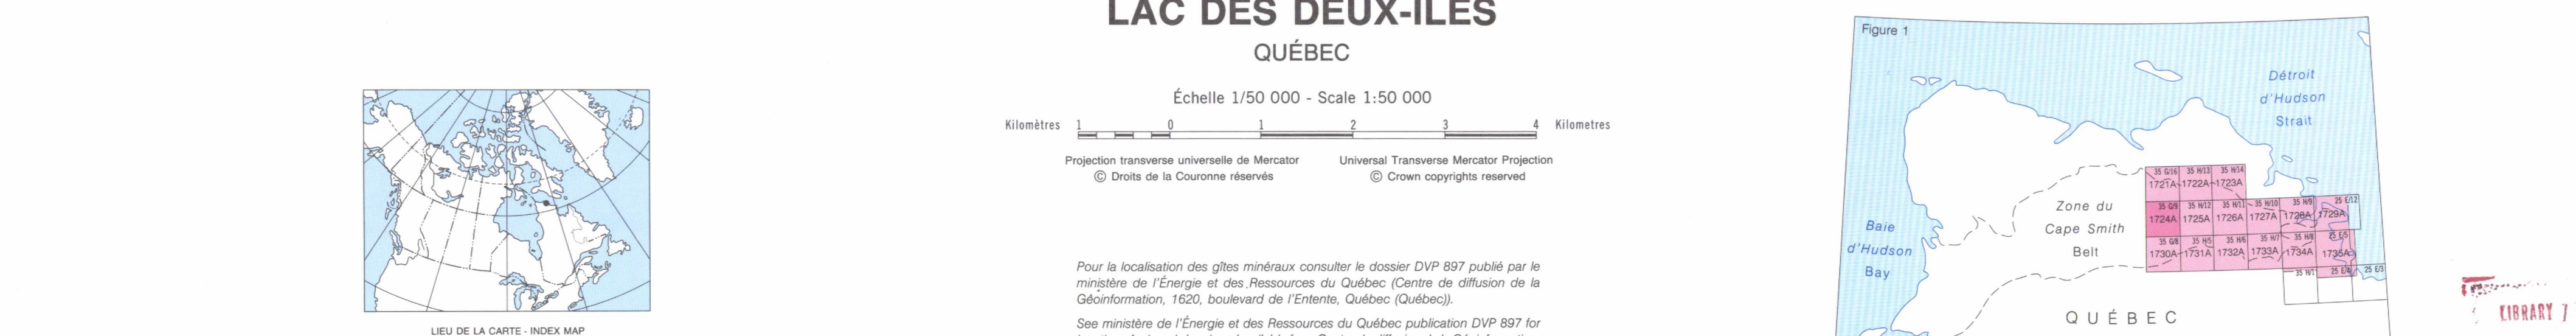 LAC DES DEUX-ÎLES
QUÉBEC
Échelle 1/50 000 - Scale 1:50 000
Kilomètres 1 0 1 2 3 4 Kilometres
Projection transverse universelle de Mercator
© Droits de la Couronne réservés
Universal Transverse Mercator Projection
© Crown copyrights reserved
Pour la localisation des gîtes minéraux consulter le dossier DVP 897 publié par le
ministère de l'Énergie et des Ressources du Québec (Centre de diffusion de la
Géoinformation, 1620, boulevard de l'Entente, Québec (Québec)).
See ministère de l'Énergie et des Ressources du Québec publication DVP 897 for
LIEU DE LA CARTE - INDEX MAP
Figure 1
Détroit
d'Hudson
Strait
Baie
d'Hudson
Bay
Zone du
Cape Smith
Belt
35 G/16 35 H/13 35 H/14
1721A 1722A 1723A
35 G/9 35 H/12 35 H/11 35 H/10 35 H/9 25 E/12
1724A 1725A 1726A 1727A 1728A 1729A
35 G/8 35 H/5 35 H/6 35 H/7 35 H/8 25 E/5
1730A 1731A 1732A 1733A 1734A 1735A
35 H/1 25 E/4 25 E/3
QUÉBEC
LIBRARY